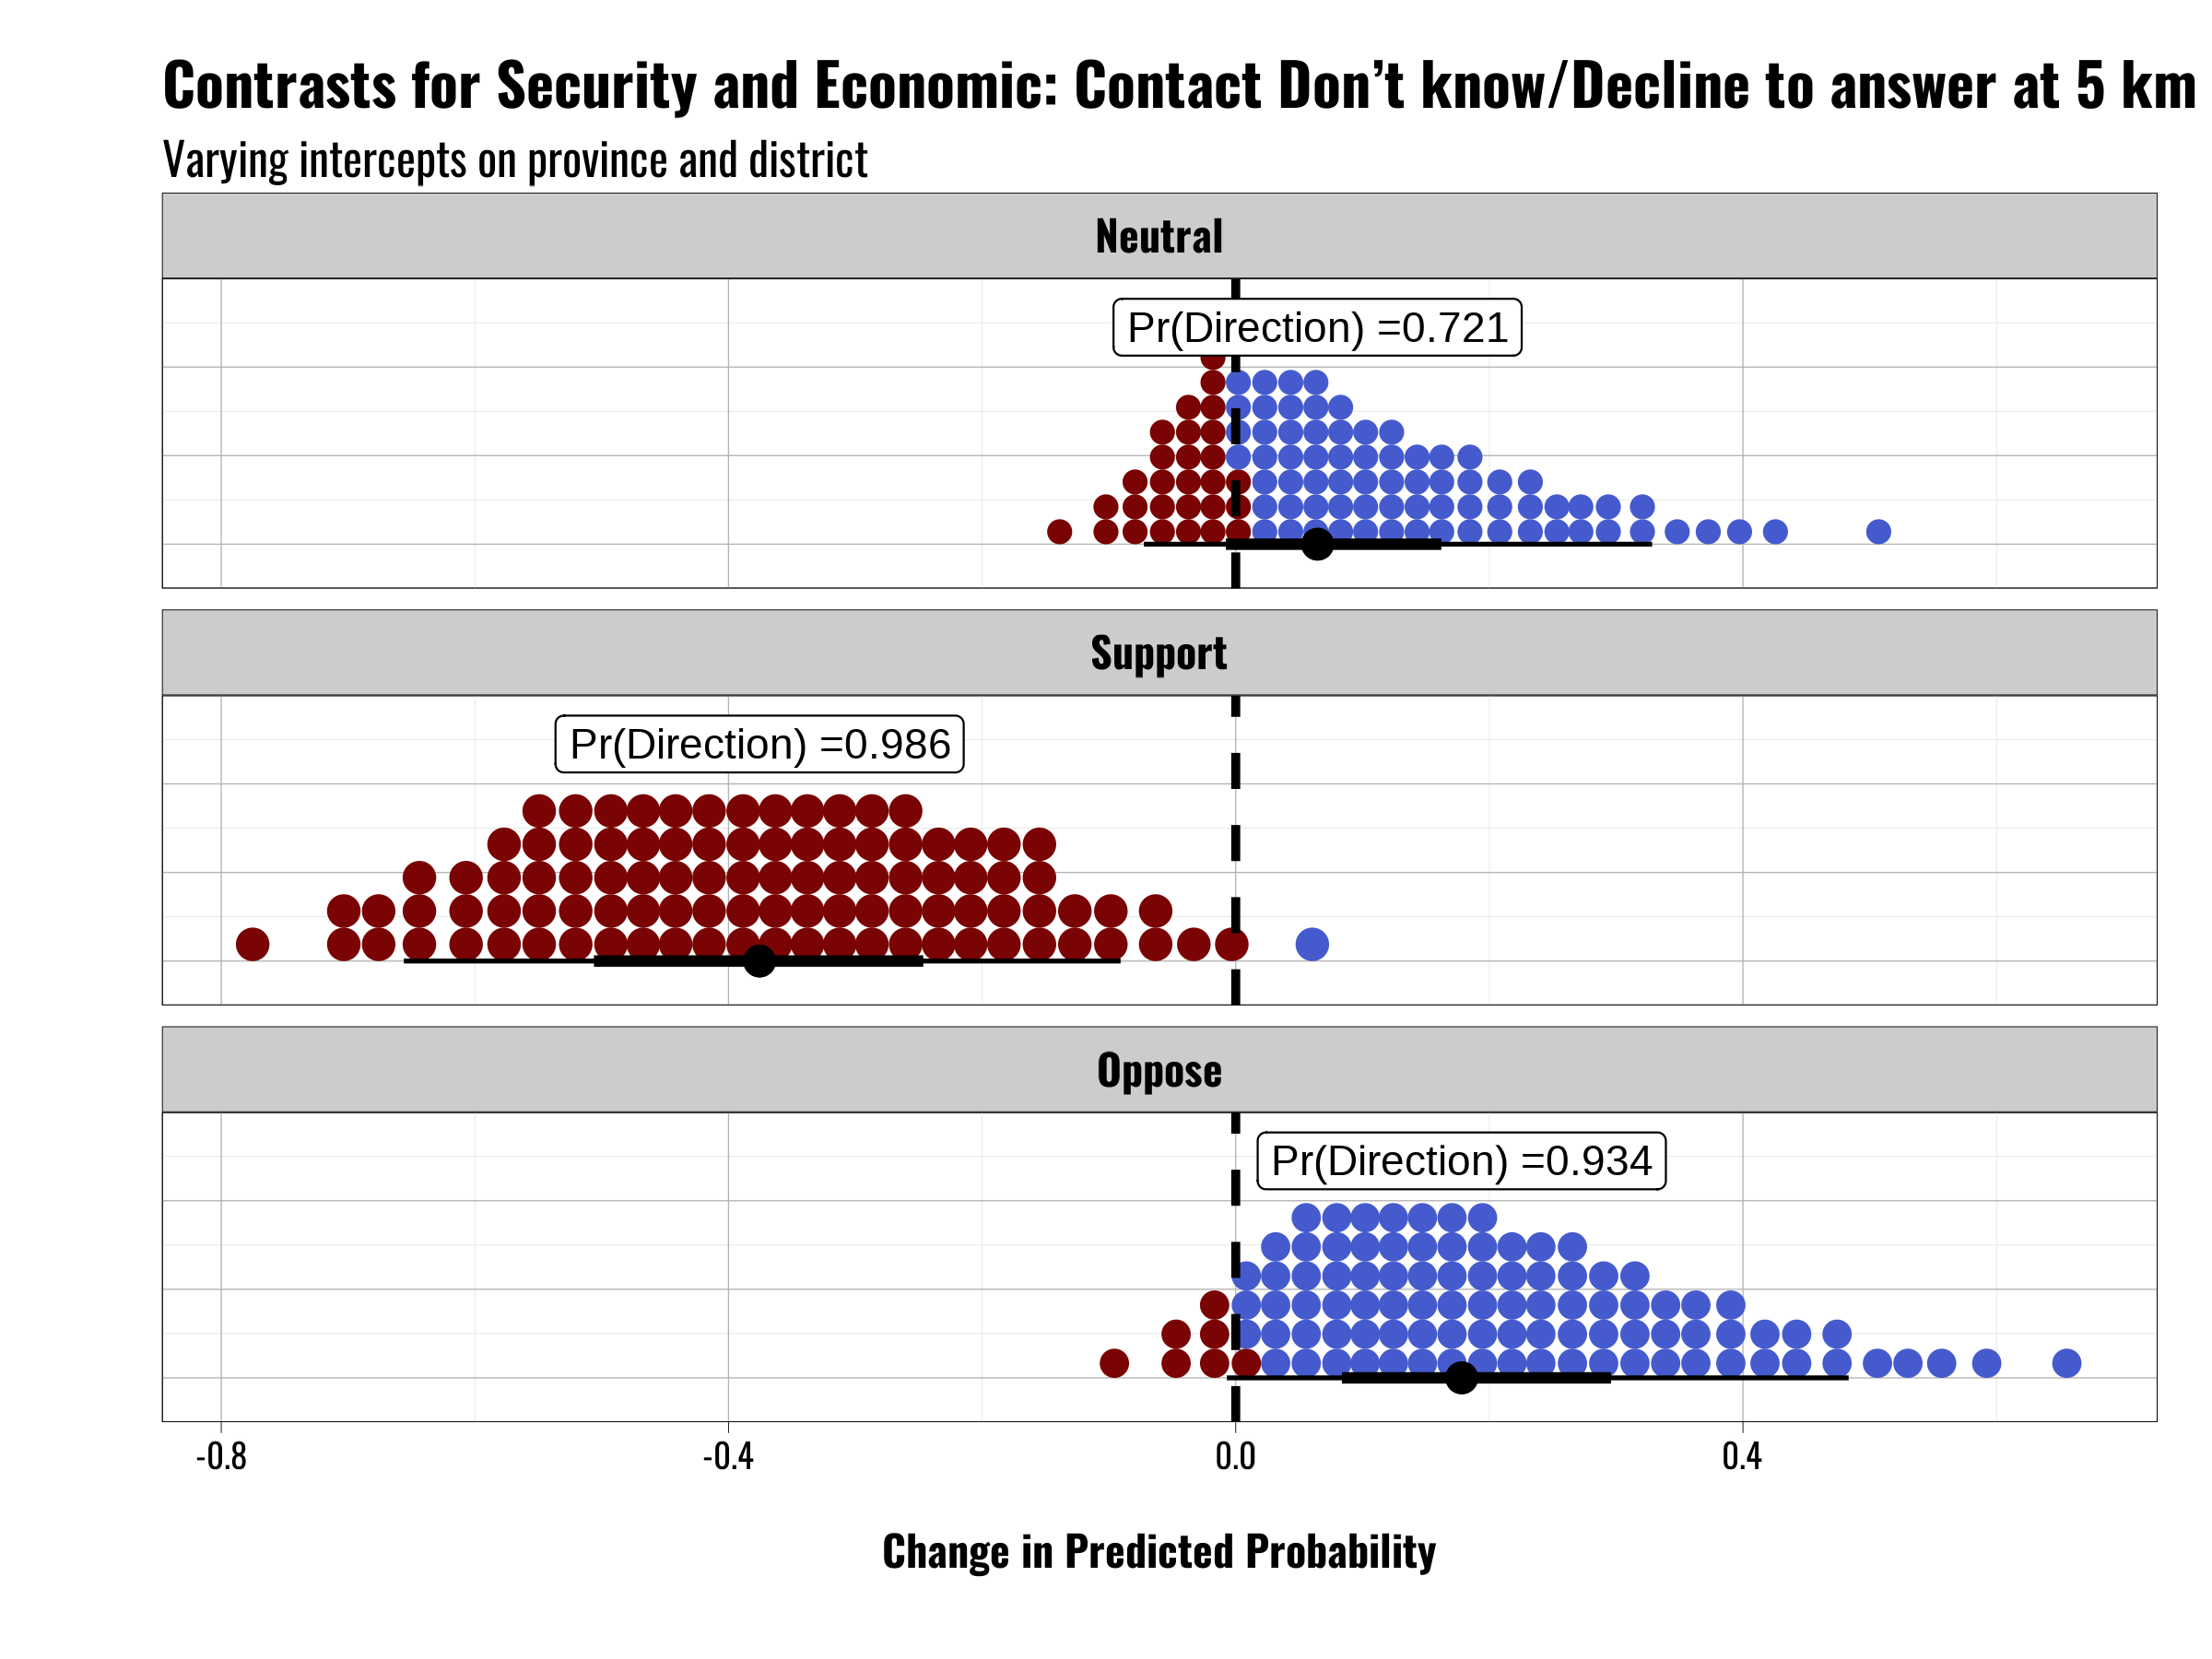 Contrasts for Security and Economic: Contact Don’t know/Decline to answer at 5 km
Varying intercepts on province and district
Neutral
Pr(Direction) =0.721
Support
Pr(Direction) =0.986
Oppose
Pr(Direction) =0.934
-0.8 -0.4 0.0 0.4
Change in Predicted Probability